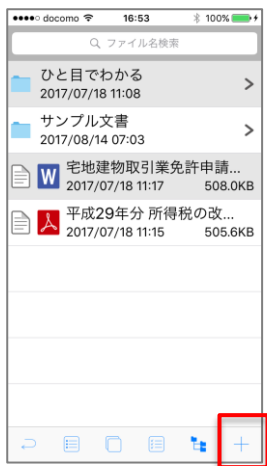 docomo 16:53 100%
ファイル名検索
ひと目でわかる
2017/07/18 11:08
サンプル文書
2017/08/14 07:03
宅地建物取引業免許申請...
2017/07/18 11:17 508.0KB
平成29年分 所得税の改...
2017/07/18 11:15 505.6KB